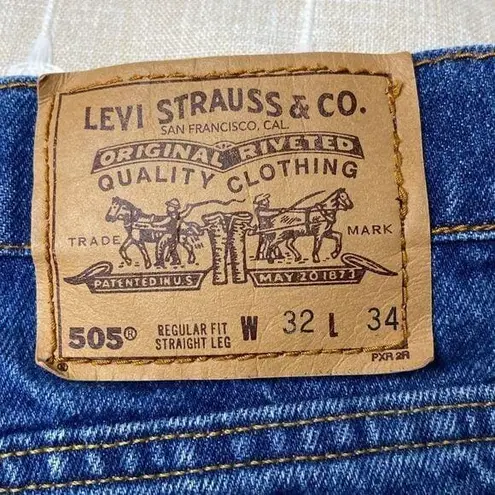 LEVI STRAUSS & CO.
SAN FRANCISCO, CAL.
ORIGINAL RIVETED
QUALITY CLOTHING
TRADE MARK
PATENTED IN U.S. MAY 20 1873
505® REGULAR FIT W 32 L 34
STRAIGHT LEG
PXR 2R
®